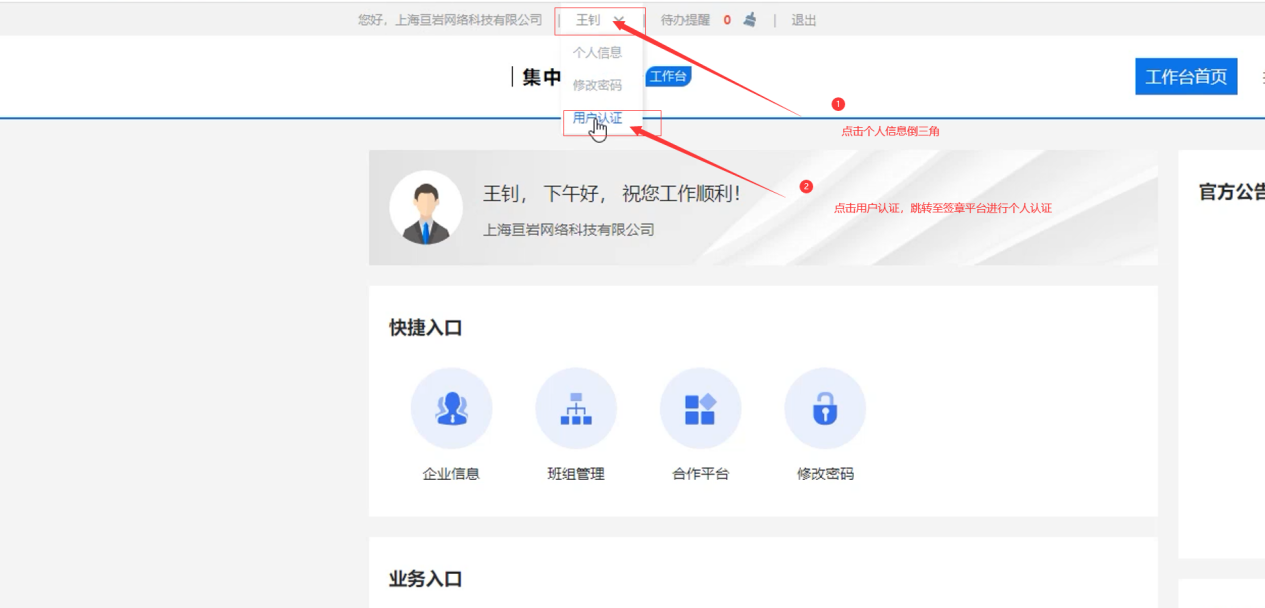 您好，上海亘岩网络科技有限公司 | 王钊 | 待办提醒 0 | 退出
个人信息
集中 工作台 工作台首页
修改密码
用户认证
1
点击个人信息倒三角
2
点击用户认证，跳转至签章平台进行个人认证
王钊， 下午好， 祝您工作顺利！
上海亘岩网络科技有限公司
官方公告
快捷入口
企业信息 班组管理 合作平台 修改密码
业务入口